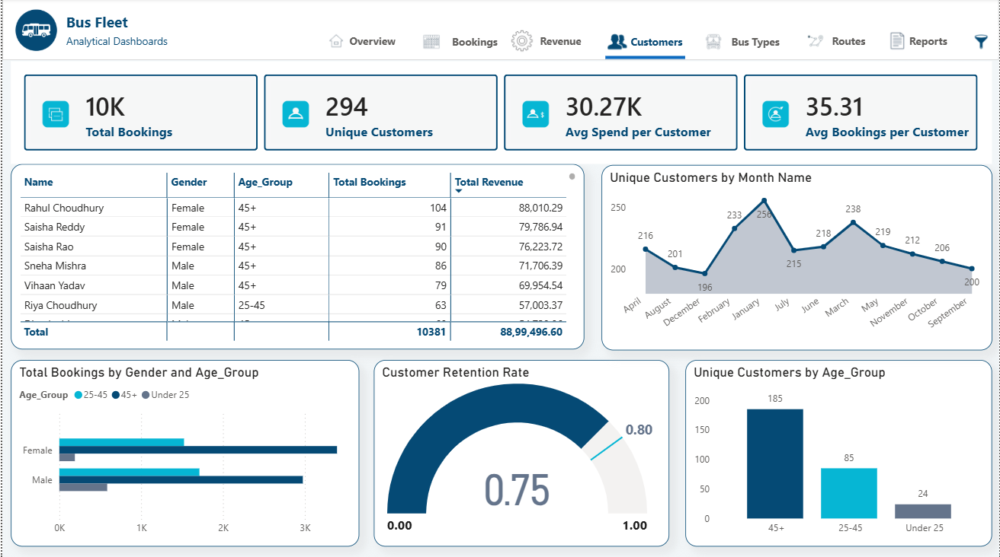 Bus Fleet
Analytical Dashboards
Overview Bookings Revenue Customers Bus Types Routes Reports
10K
Total Bookings
294
Unique Customers
30.27K
Avg Spend per Customer
35.31
Avg Bookings per Customer
Name Gender Age_Group Total Bookings Total Revenue
Rahul Choudhury Female 45+ 104 88,010.29
Saisha Reddy Female 45+ 91 79,786.94
Saisha Rao Female 45+ 90 76,223.72
Sneha Mishra Male 45+ 86 71,706.39
Vihaan Yadav Male 45+ 79 69,954.54
Riya Choudhury Male 25-45 63 57,003.37
Total 10381 88,99,496.60
Unique Customers by Month Name
250
200
216
201
196
233
256
215
218
238
219
212
206
200
April
August
December
February
January
July
June
March
May
November
October
September
Total Bookings by Gender and Age_Group
Age_Group 25-45 45+ Under 25
Female
Male
0K 1K 2K 3K
Customer Retention Rate
0.80
0.75
0.00 1.00
Unique Customers by Age_Group
200
150
100
50
0
185
85
24
45+ 25-45 Under 25